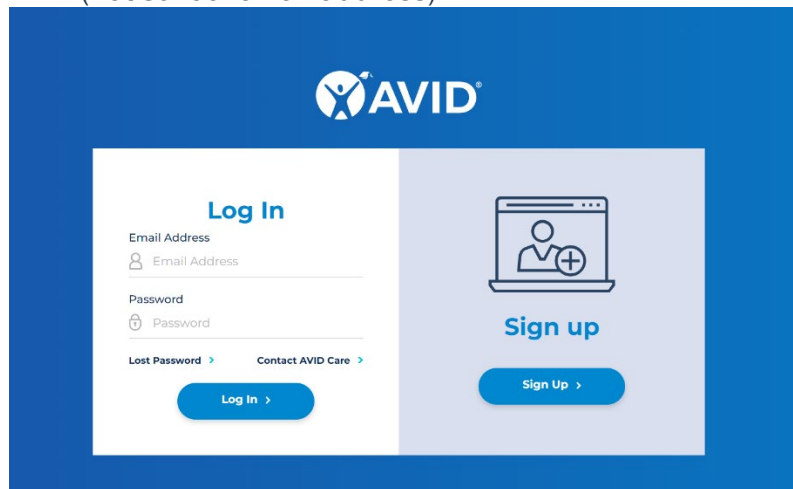 AVID®
Log In
Email Address
Email Address
Password
Password
Lost Password >
Contact AVID Care >
Log In >
Sign up
Sign Up >